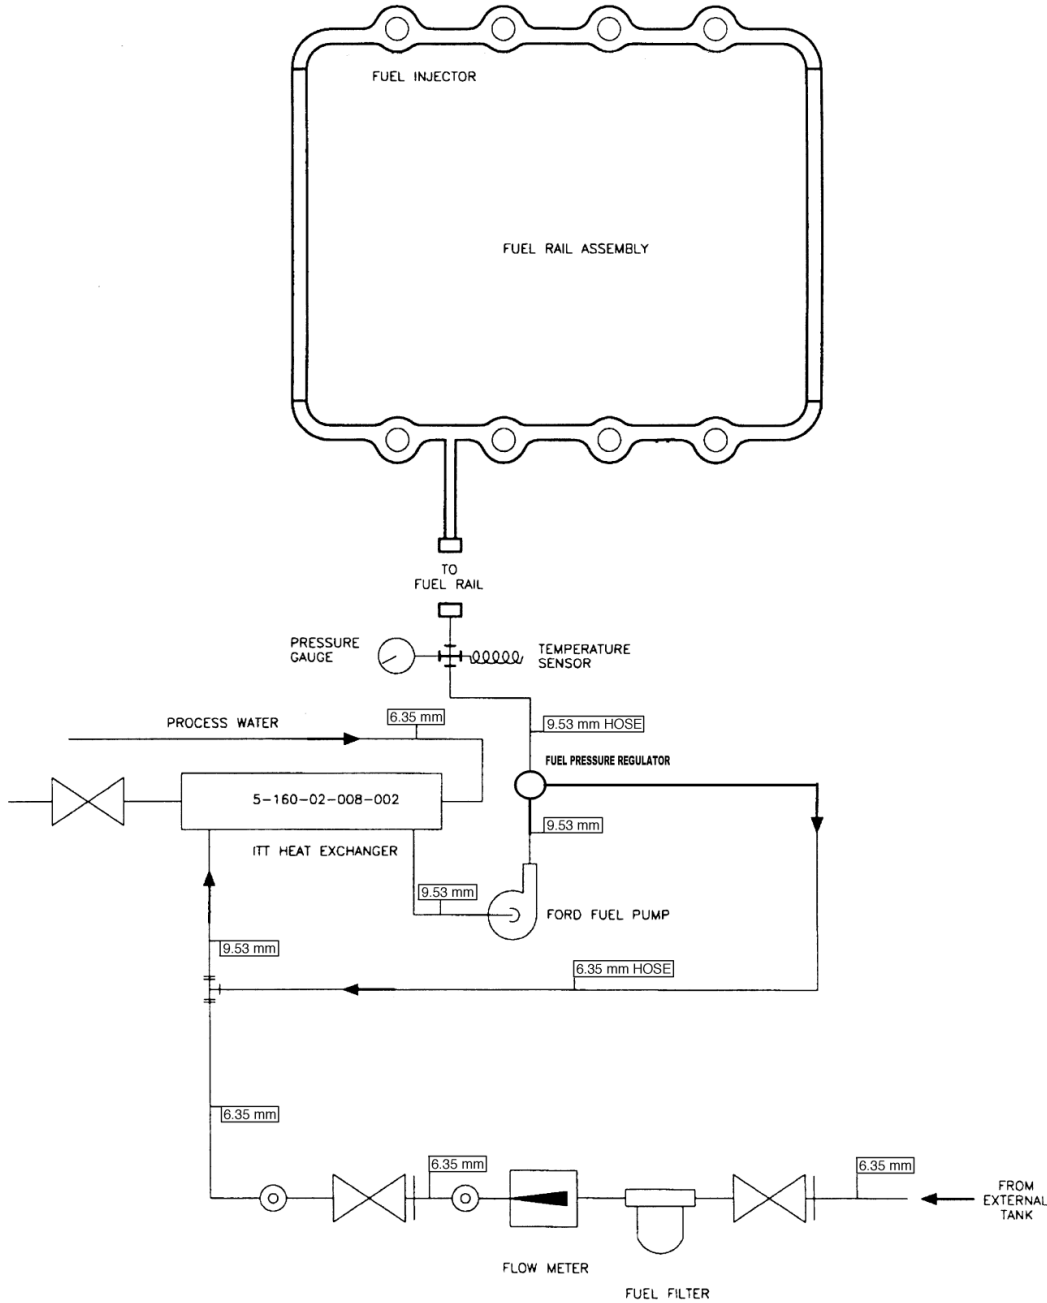 FUEL INJECTOR
FUEL RAIL ASSEMBLY
TO
FUEL RAIL
PRESSURE
GAUGE
TEMPERATURE
SENSOR
6.35 mm
PROCESS WATER
9.53 mm HOSE
FUEL PRESSURE REGULATOR
5-160-02-008-002
9.53 mm
ITT HEAT EXCHANGER
9.53 mm
FORD FUEL PUMP
9.53 mm
6.35 mm HOSE
6.35 mm
6.35 mm
6.35 mm
FROM
EXTERNAL
TANK
FLOW METER
FUEL FILTER